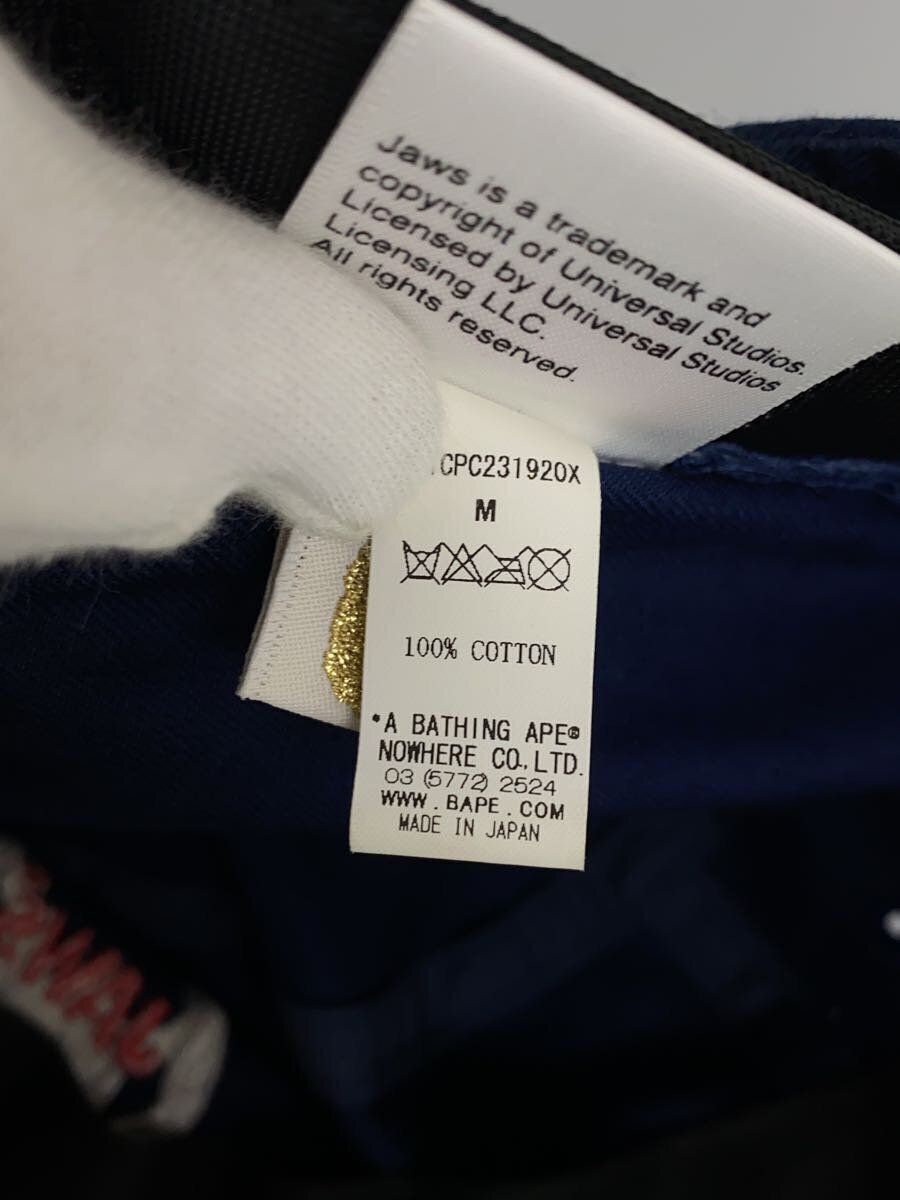 Jaws is a trademark and
copyright of Universal Studios.
Licensed by Universal Studios
Licensing LLC.
All rights reserved.
CPC231920X
M
100% COTTON
*A BATHING APE®
NOWHERE CO.,LTD.
03 (5772) 2524
WWW.BAPE.COM
MADE IN JAPAN
JAWS